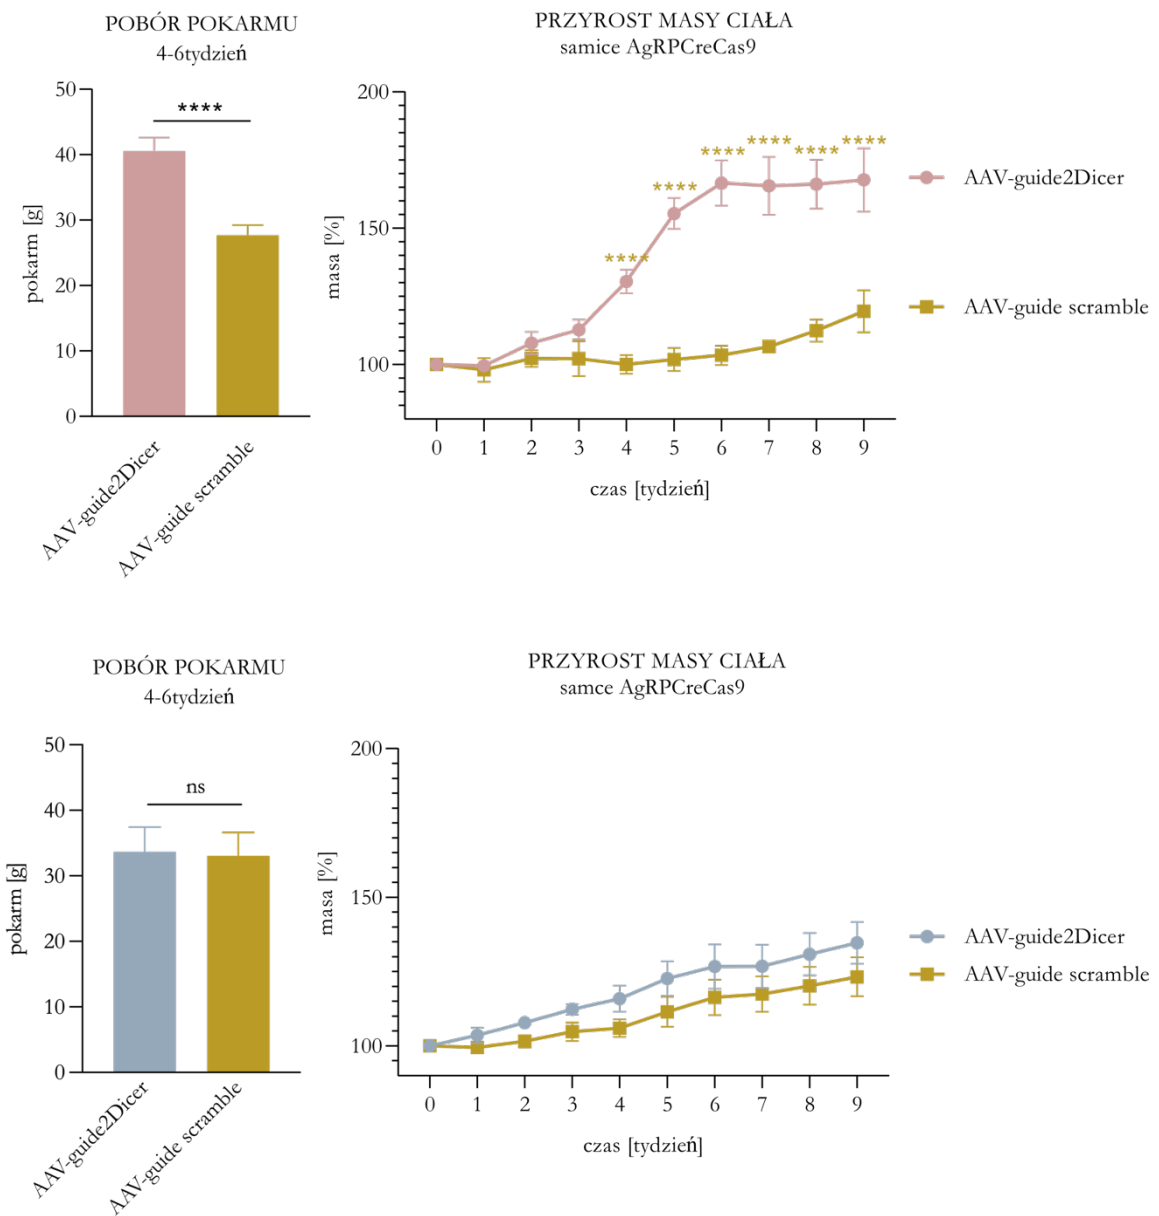 POBÓR POKARMU
4-6tydzień
50
40
30
20
10
0
pokarm [g]
****
AAV-guide2Dicer
AAV-guide scramble
PRZYROST MASY CIAŁA
samice AgRPCreCas9
200
150
100
masa [%]
****
****
****
****
****
****
0 1 2 3 4 5 6 7 8 9
czas [tydzień]
AAV-guide2Dicer
AAV-guide scramble
POBÓR POKARMU
4-6tydzień
50
40
30
20
10
0
pokarm [g]
ns
AAV-guide2Dicer
AAV-guide scramble
PRZYROST MASY CIAŁA
samce AgRPCreCas9
200
150
100
masa [%]
0 1 2 3 4 5 6 7 8 9
czas [tydzień]
AAV-guide2Dicer
AAV-guide scramble